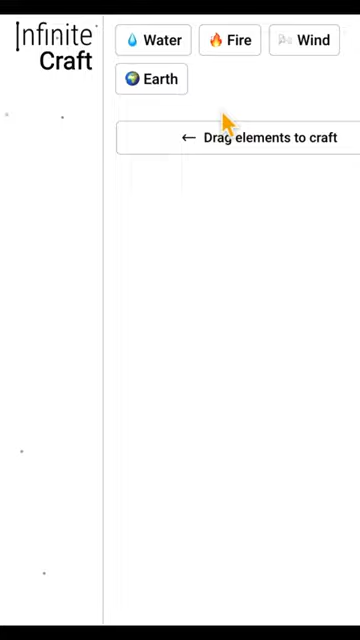 Infinite
Craft
💧 Water
🔥 Fire
🌬️ Wind
🌍 Earth
← Drag elements to craft